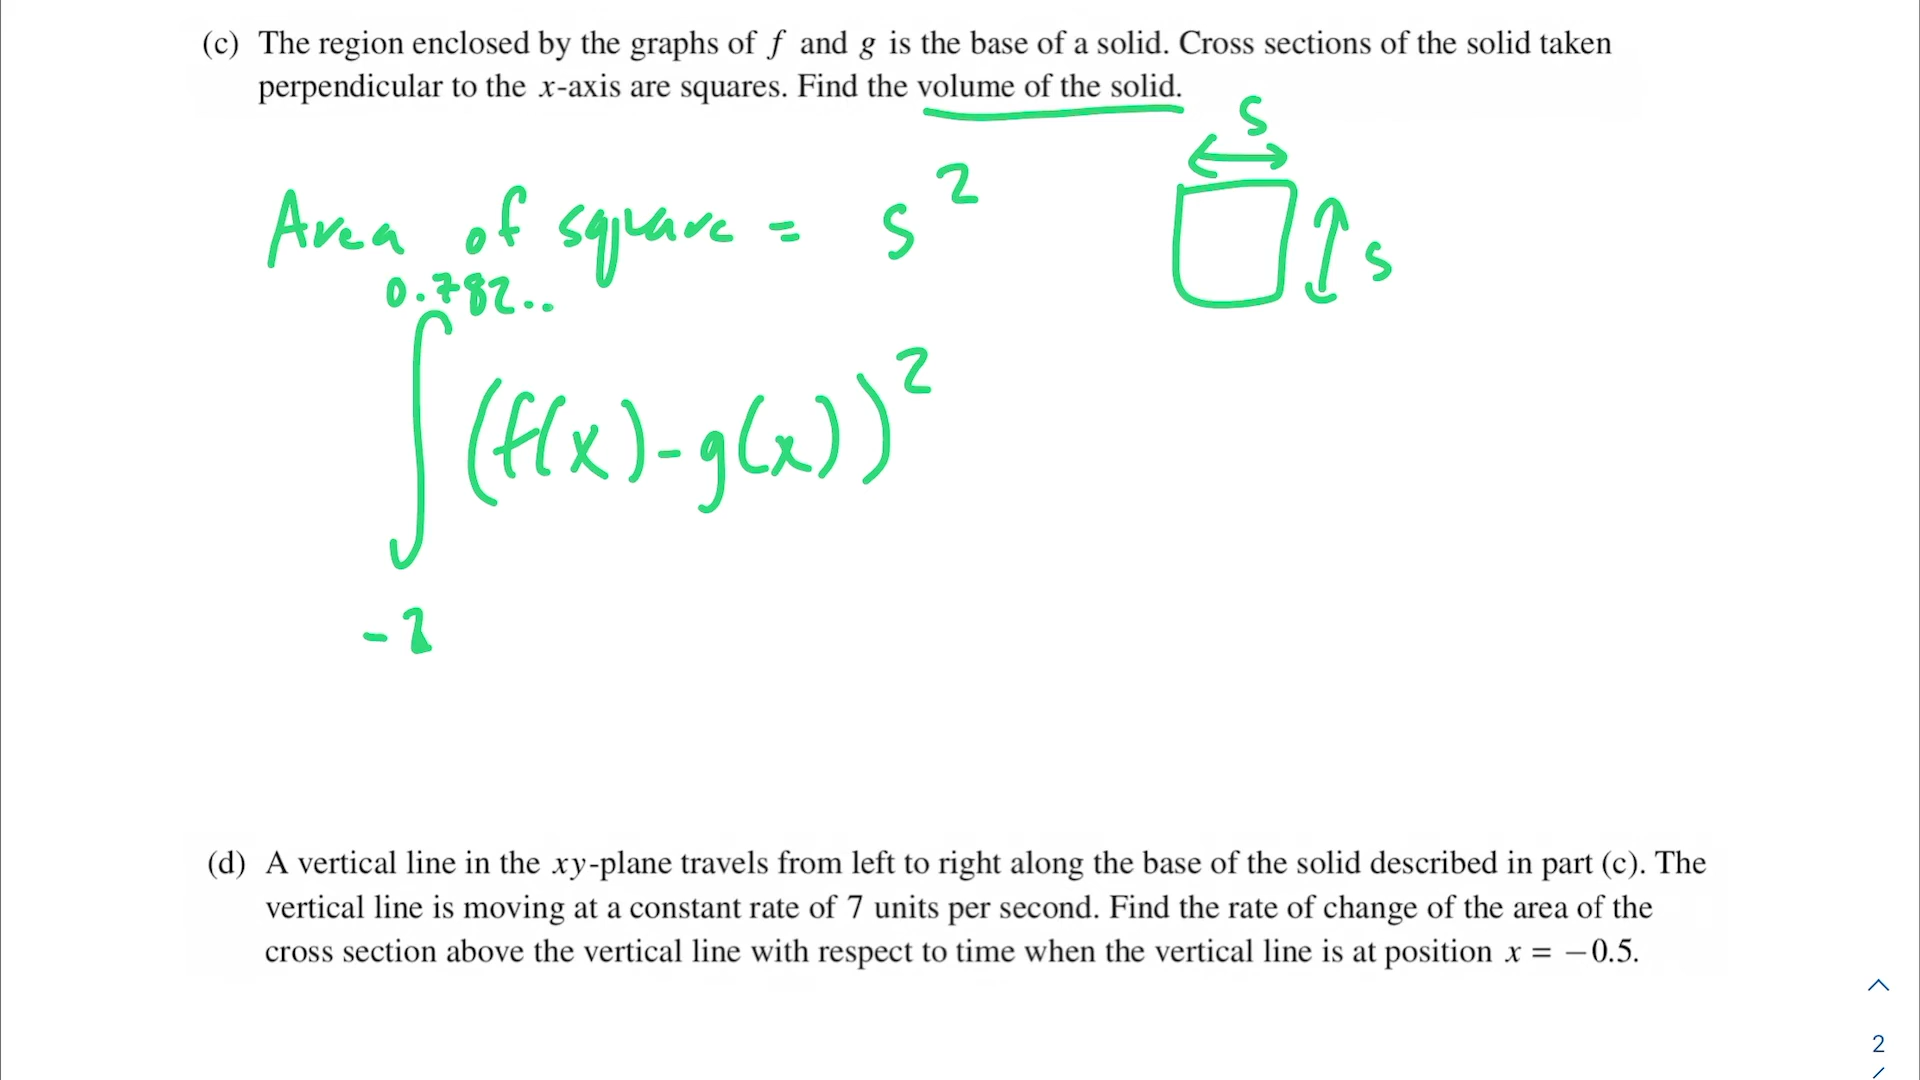 (c) The region enclosed by the graphs of f and g is the base of a solid. Cross sections of the solid taken
perpendicular to the x-axis are squares. Find the volume of the solid.
s
Area of square = s²
s
0.782..
∫ (f(x)-g(x))²
-2
(d) A vertical line in the xy-plane travels from left to right along the base of the solid described in part (c). The
vertical line is moving at a constant rate of 7 units per second. Find the rate of change of the area of the
cross section above the vertical line with respect to time when the vertical line is at position x = −0.5.
2